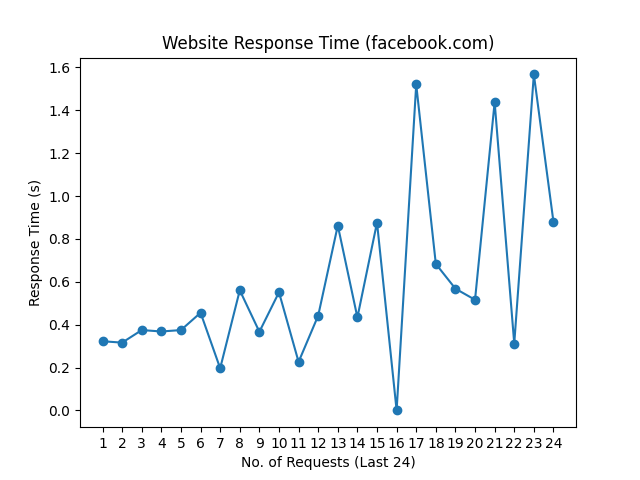 Website Response Time (facebook.com)
1.6
1.4
1.2
1.0
0.8
0.6
0.4
0.2
0.0
Response Time (s)
1 2 3 4 5 6 7 8 9 10 11 12 13 14 15 16 17 18 19 20 21 22 23 24
No. of Requests (Last 24)